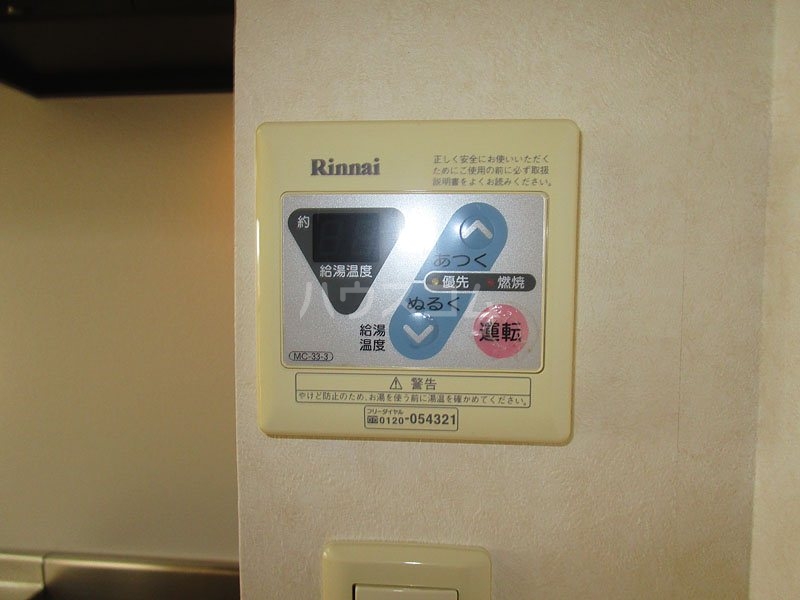 Rinnai
正しく安全にお使いいただく
ためにご使用の前に必ず取扱
説明書をよくお読みください。
約
給湯温度
あつく
優先
燃焼
ぬるく
ハウスコム
給湯
温度
運転
MC-33-3
⚠ 警告
やけど防止のため、お湯を使う前に湯温を確かめてください。
フリーダイヤル
0120-054321